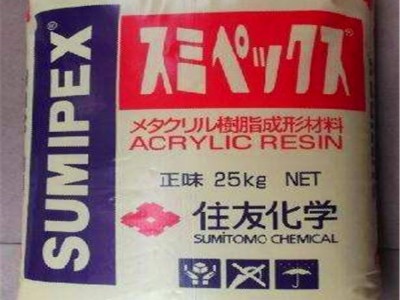 SUMIPEX®
スミペックス®
メタクリル樹脂成形材料
ACRYLIC RESIN
正味 25kg NET
住友化学
SUMITOMO CHEMICAL